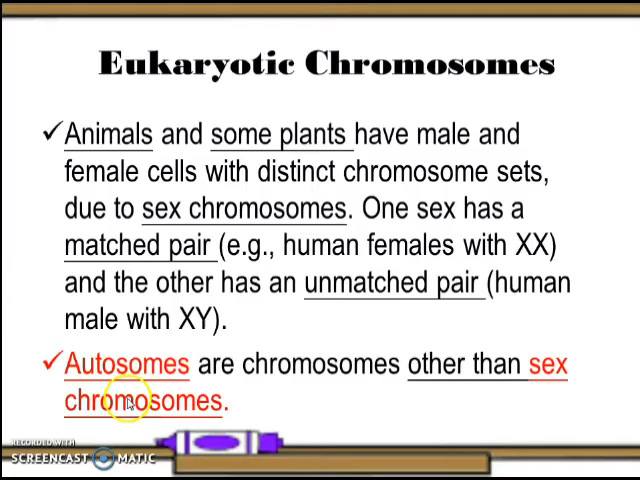 Eukaryotic Chromosomes
✓Animals and some plants have male and
female cells with distinct chromosome sets,
due to sex chromosomes. One sex has a
matched pair (e.g., human females with XX)
and the other has an unmatched pair (human
male with XY).
✓Autosomes are chromosomes other than sex
chromosomes.
RECORDED WITH
SCREENCAST MATIC